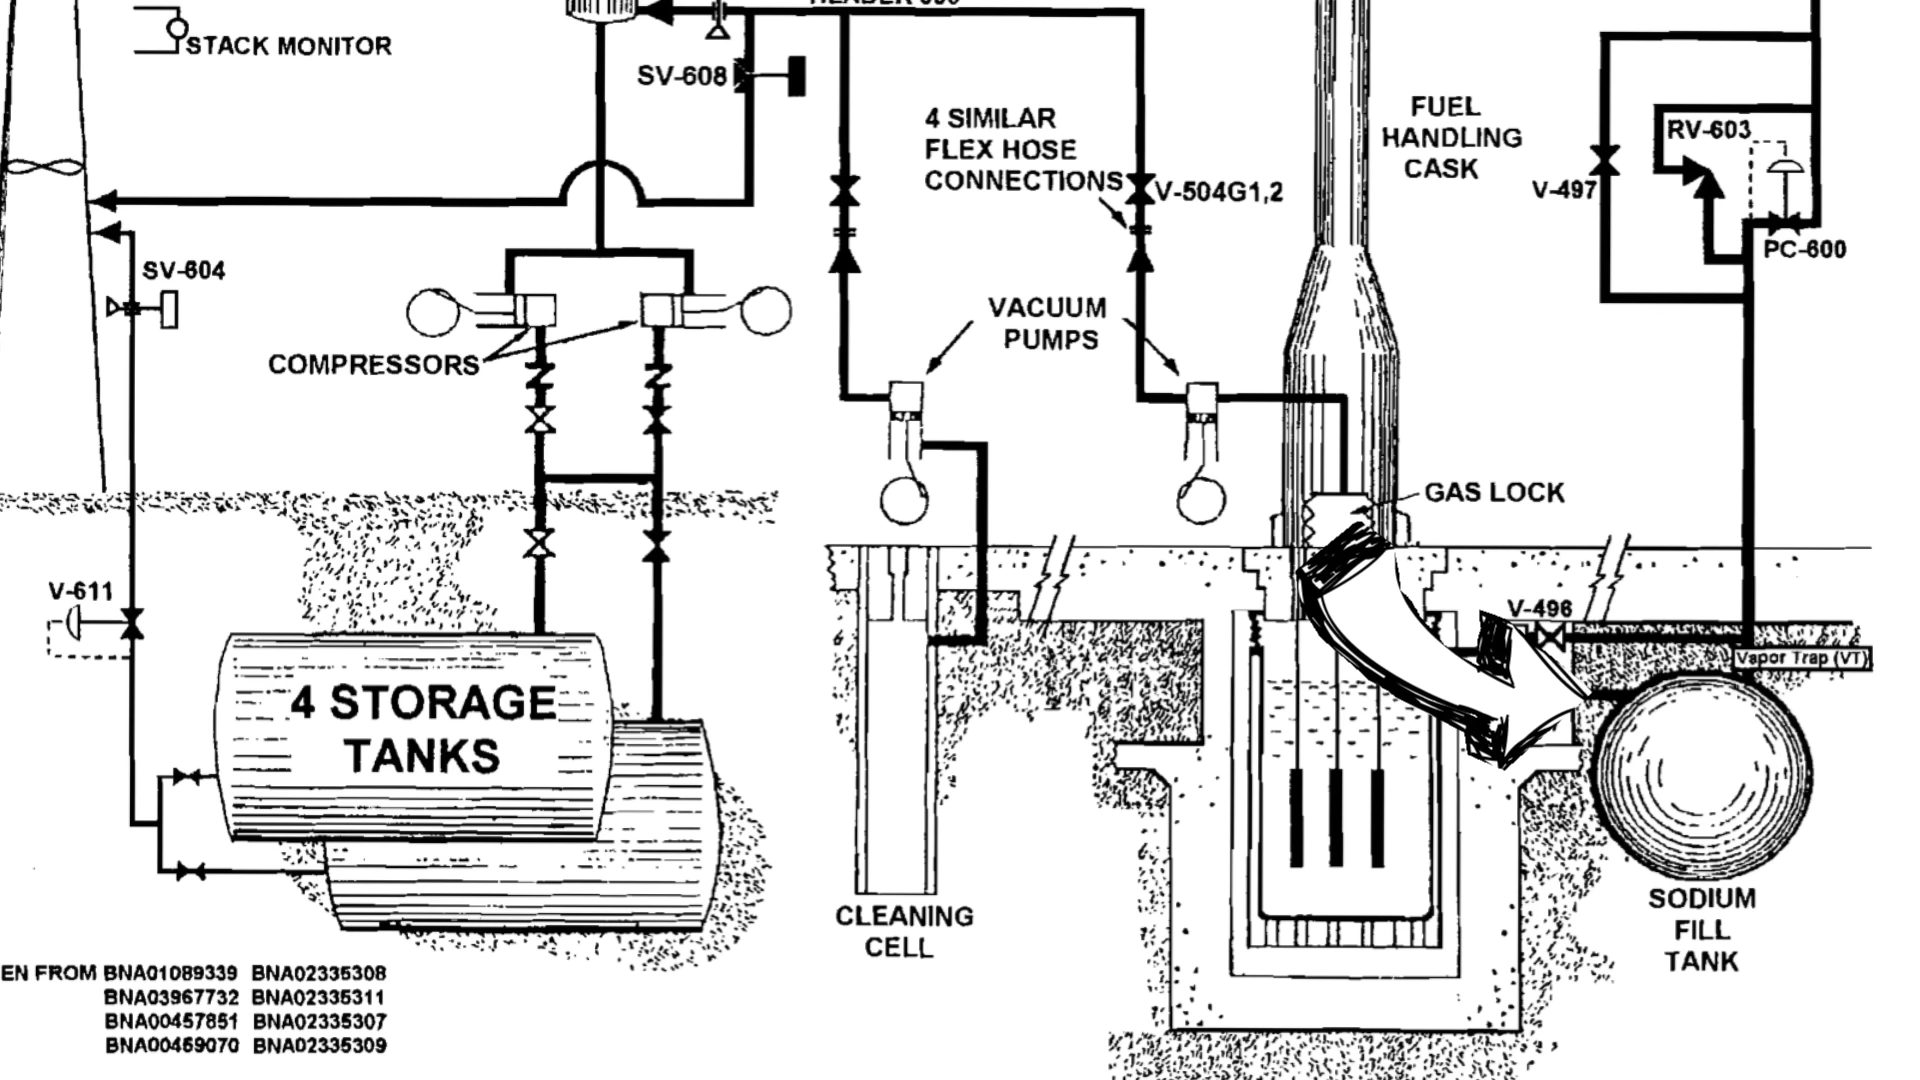 STACK MONITOR
SV-608
4 SIMILAR
FLEX HOSE
CONNECTIONS
V-504G1,2
FUEL
HANDLING
CASK
RV-603
V-497
PC-600
SV-604
COMPRESSORS
VACUUM
PUMPS
GAS LOCK
V-611
V-496
Vapor Trap (VT)
4 STORAGE
TANKS
CLEANING
CELL
SODIUM
FILL
TANK
EN FROM BNA01089339 BNA02335308
BNA03967732 BNA02335311
BNA00457851 BNA02335307
BNA00459070 BNA02335309